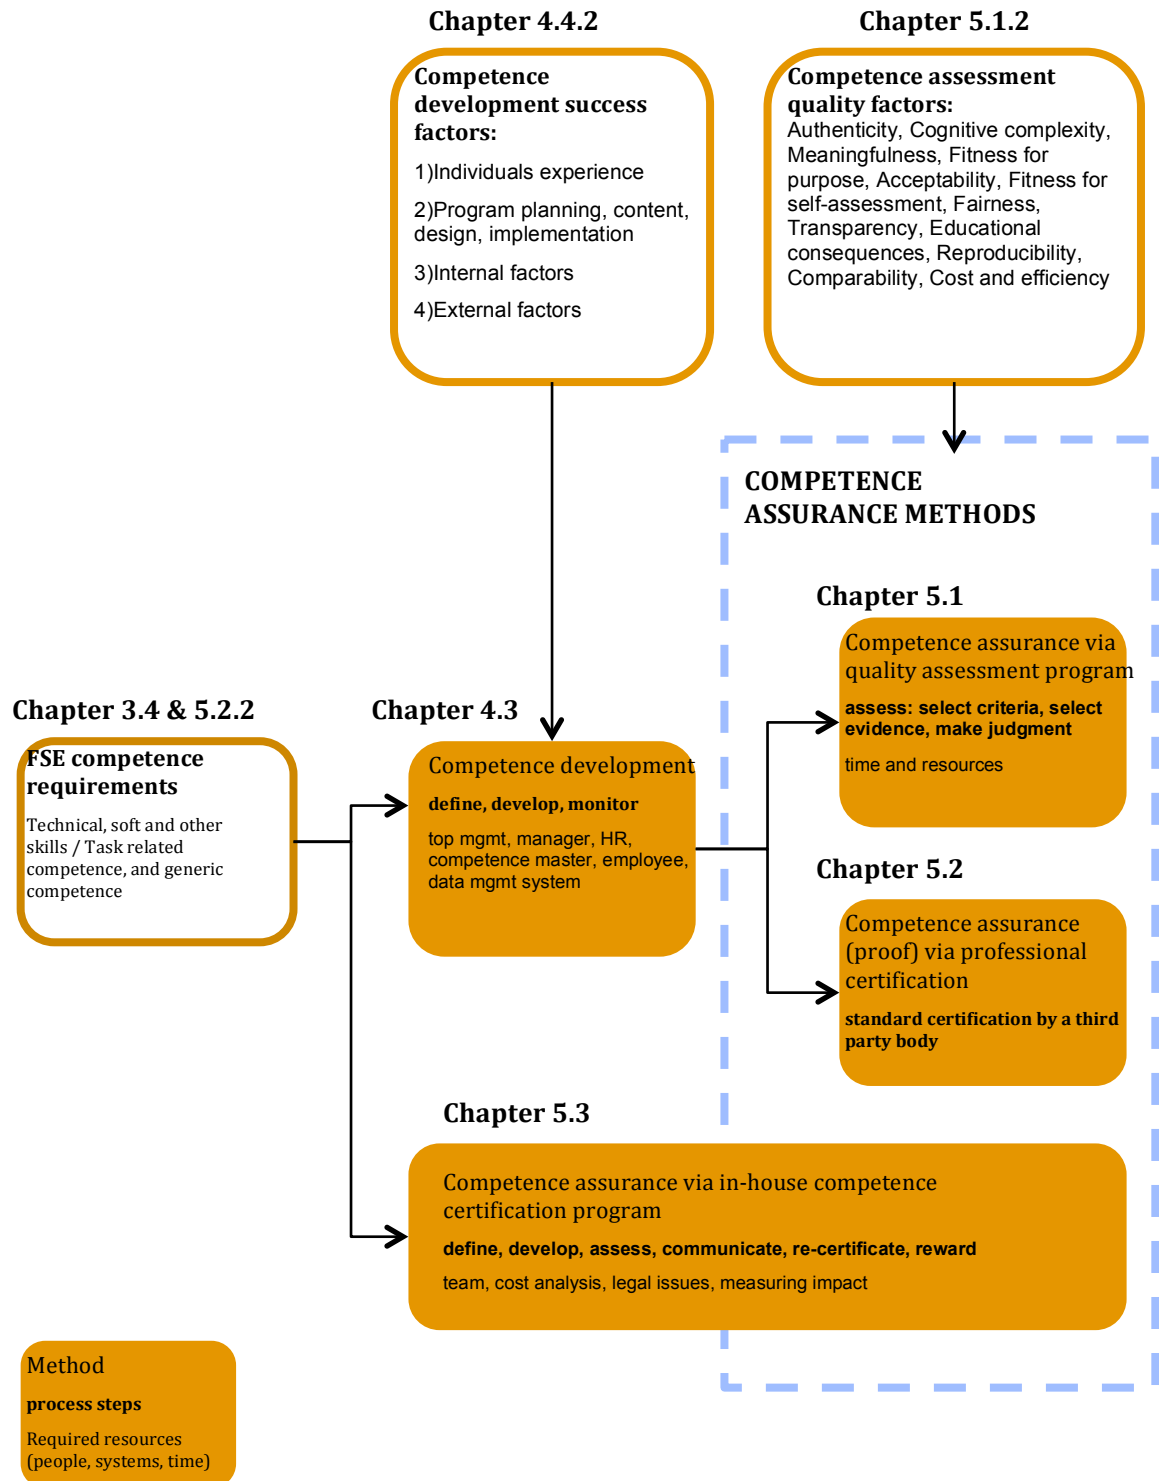 Chapter 4.4.2
Competence
development success
factors:
1)Individuals experience
2)Program planning, content,
design, implementation
3)Internal factors
4)External factors
Chapter 5.1.2
Competence assessment
quality factors:
Authenticity, Cognitive complexity,
Meaningfulness, Fitness for
purpose, Acceptability, Fitness for
self-assessment, Fairness,
Transparency, Educational
consequences, Reproducibility,
Comparability, Cost and efficiency
COMPETENCE
ASSURANCE METHODS
Chapter 5.1
Competence assurance via
quality assessment program
assess: select criteria, select
evidence, make judgment
time and resources
Chapter 3.4 & 5.2.2
FSE competence
requirements
Technical, soft and other
skills / Task related
competence, and generic
competence
Chapter 4.3
Competence development
define, develop, monitor
top mgmt, manager, HR,
competence master, employee,
data mgmt system
Chapter 5.2
Competence assurance
(proof) via professional
certification
standard certification by a third
party body
Chapter 5.3
Competence assurance via in-house competence
certification program
define, develop, assess, communicate, re-certificate, reward
team, cost analysis, legal issues, measuring impact
Method
process steps
Required resources
(people, systems, time)